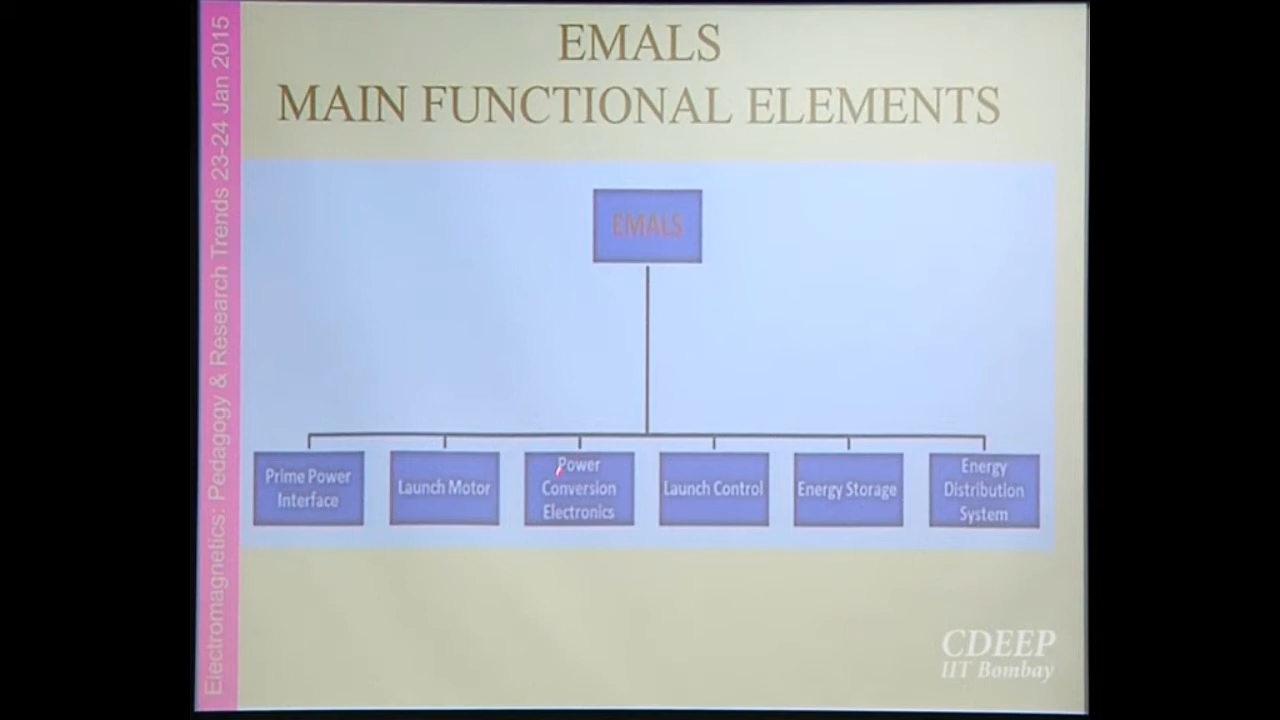 Electromagnetics: Pedagogy & Research Trends 23-24 Jan 2015
EMALS
MAIN FUNCTIONAL ELEMENTS
EMALS
Prime Power
Interface
Launch Motor
Power
Conversion
Electronics
Launch Control
Energy Storage
Energy
Distribution
System
CDEEP
IIT Bombay